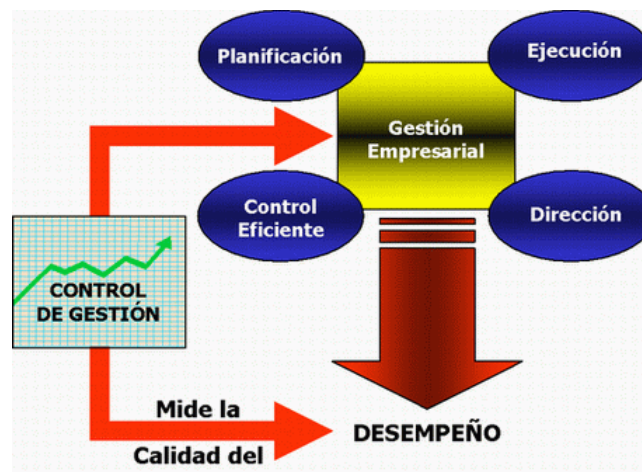 Planificación
Ejecución
Gestión
Empresarial
Control
Eficiente
Dirección
CONTROL
DE GESTIÓN
Mide la
Calidad del
DESEMPEÑO